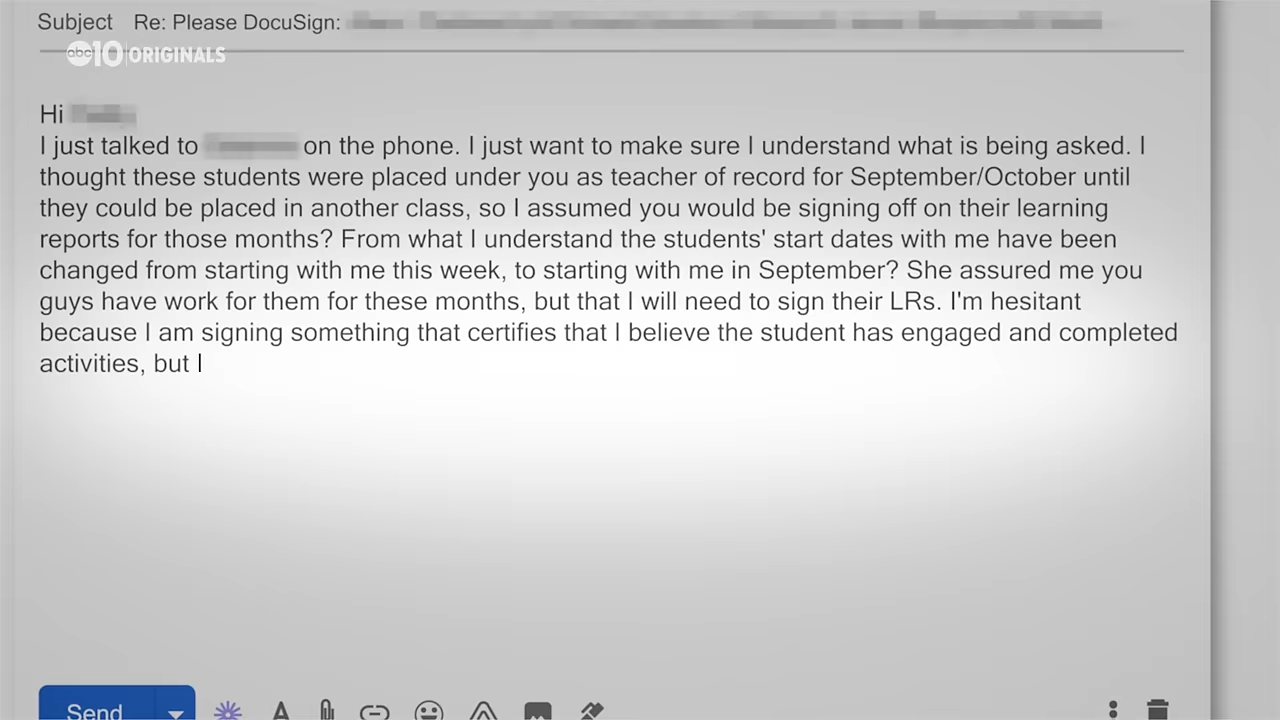 Subject Re: Please DocuSign:
abc10 ORIGINALS
Hi
I just talked to on the phone. I just want to make sure I understand what is being asked. I
thought these students were placed under you as teacher of record for September/October until
they could be placed in another class, so I assumed you would be signing off on their learning
reports for those months? From what I understand the students' start dates with me have been
changed from starting with me this week, to starting with me in September? She assured me you
guys have work for them for these months, but that I will need to sign their LRs. I'm hesitant
because I am signing something that certifies that I believe the student has engaged and completed
activities, but I
Send